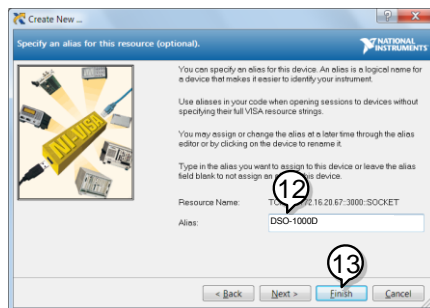 Create New ...
Specify an alias for this resource (optional).
NATIONAL
INSTRUMENTS
You can specify an alias for this device. An alias is a logical name for
a device that makes it easier to identify your instrument.
Use aliases in your code when opening sessions to devices without
specifying their full VISA resource strings.
You may assign or change the alias at a later time through the alias
editor or by clicking on the device to rename it.
Type in the alias you want to assign to this device or leave the alias
field blank to not assign an this device.
NI-VISA
12
Resource Name: 72.16.20.67::3000::SOCKET
Alias: DSO-1000D
13
< Back Next > Finish Cancel